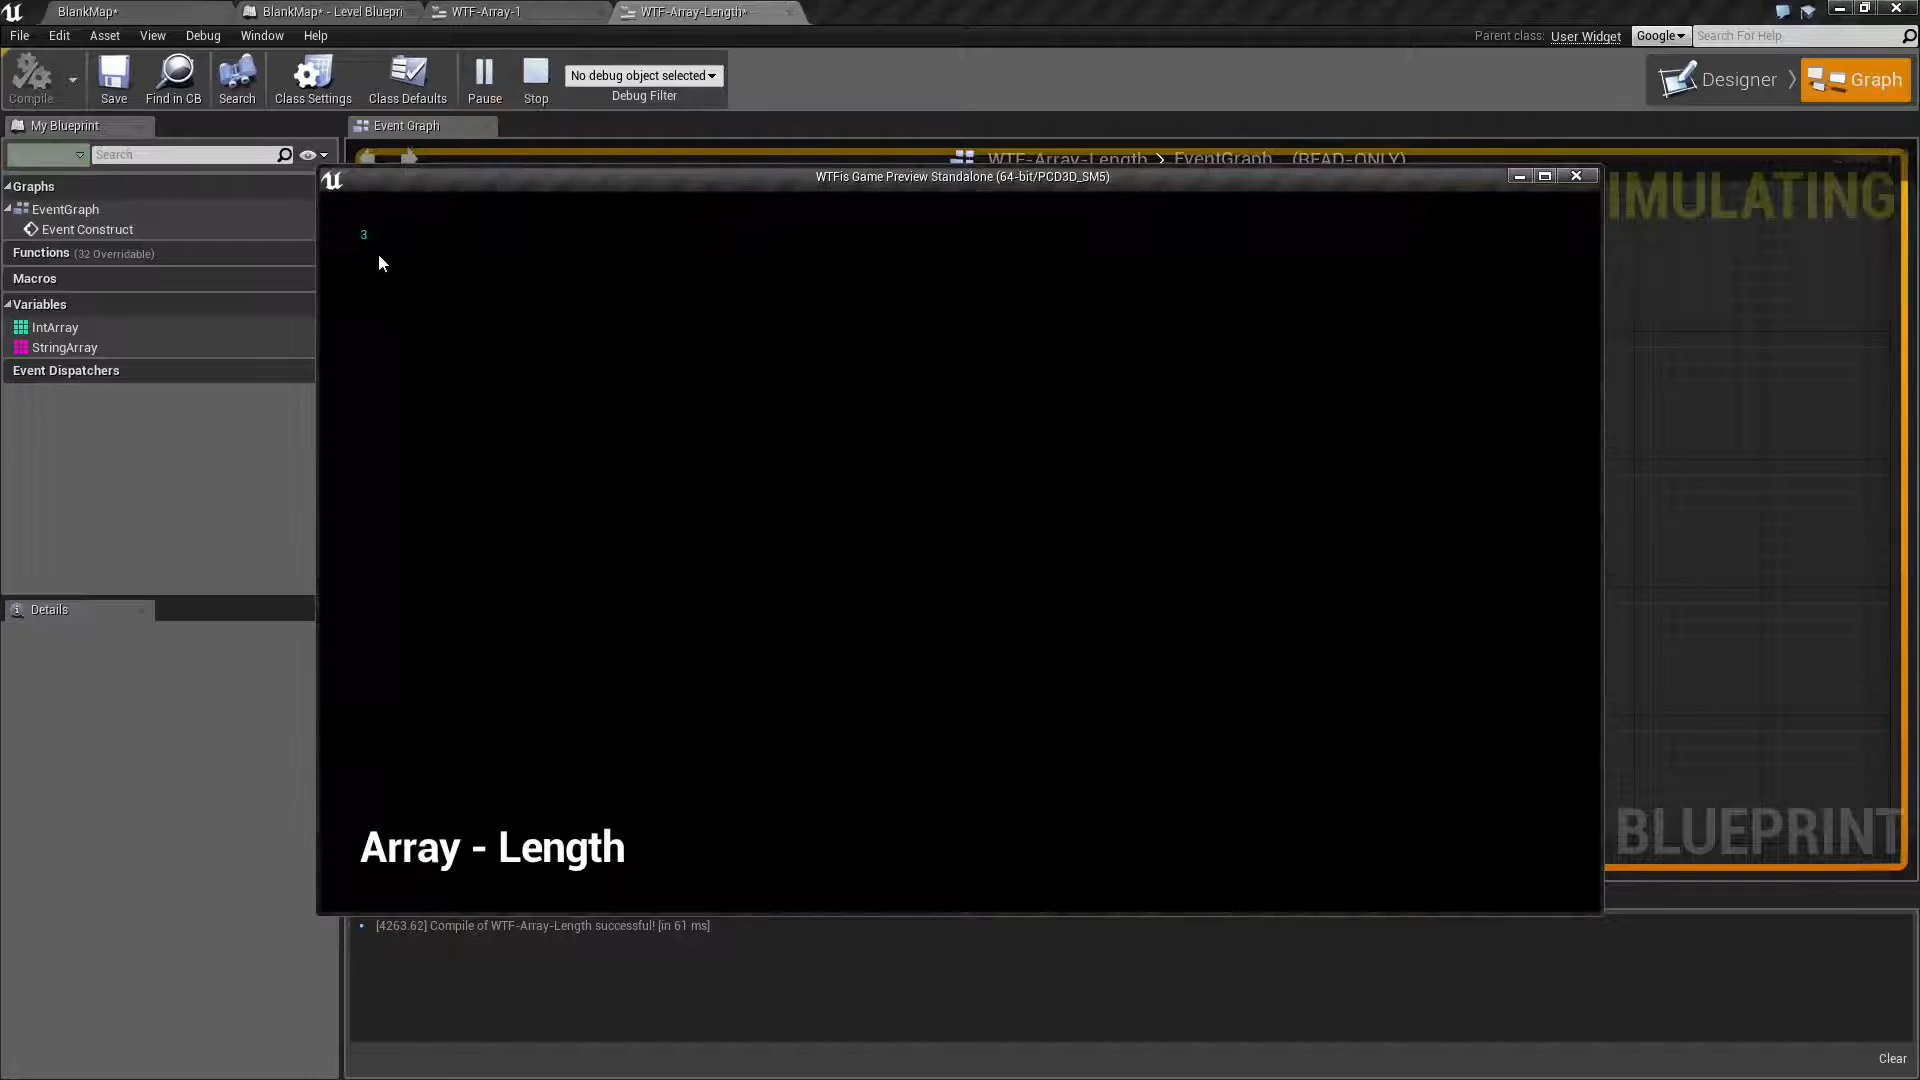 BlankMap*
BlankMap* - Level Bluepri
WTF-Array-1
WTF-Array-Length*
File
Edit
Asset
View
Debug
Window
Help
Parent class:
User Widget
Google
Search For Help
Compile
Save
Find in CB
Search
Class Settings
Class Defaults
Pause
Stop
No debug object selected
Debug Filter
Designer
Graph
My Blueprint
Event Graph
Search
WTF-Array-Length > EventGraph (READ-ONLY)
WTFis Game Preview Standalone (64-bit/PCD3D_SM5)
IMULATING
Graphs
EventGraph
Event Construct
Functions (32 Overridable)
Macros
Variables
IntArray
StringArray
Event Dispatchers
3
Details
Array - Length
BLUEPRINT
[4263.62] Compile of WTF-Array-Length successful! [in 61 ms]
Clear